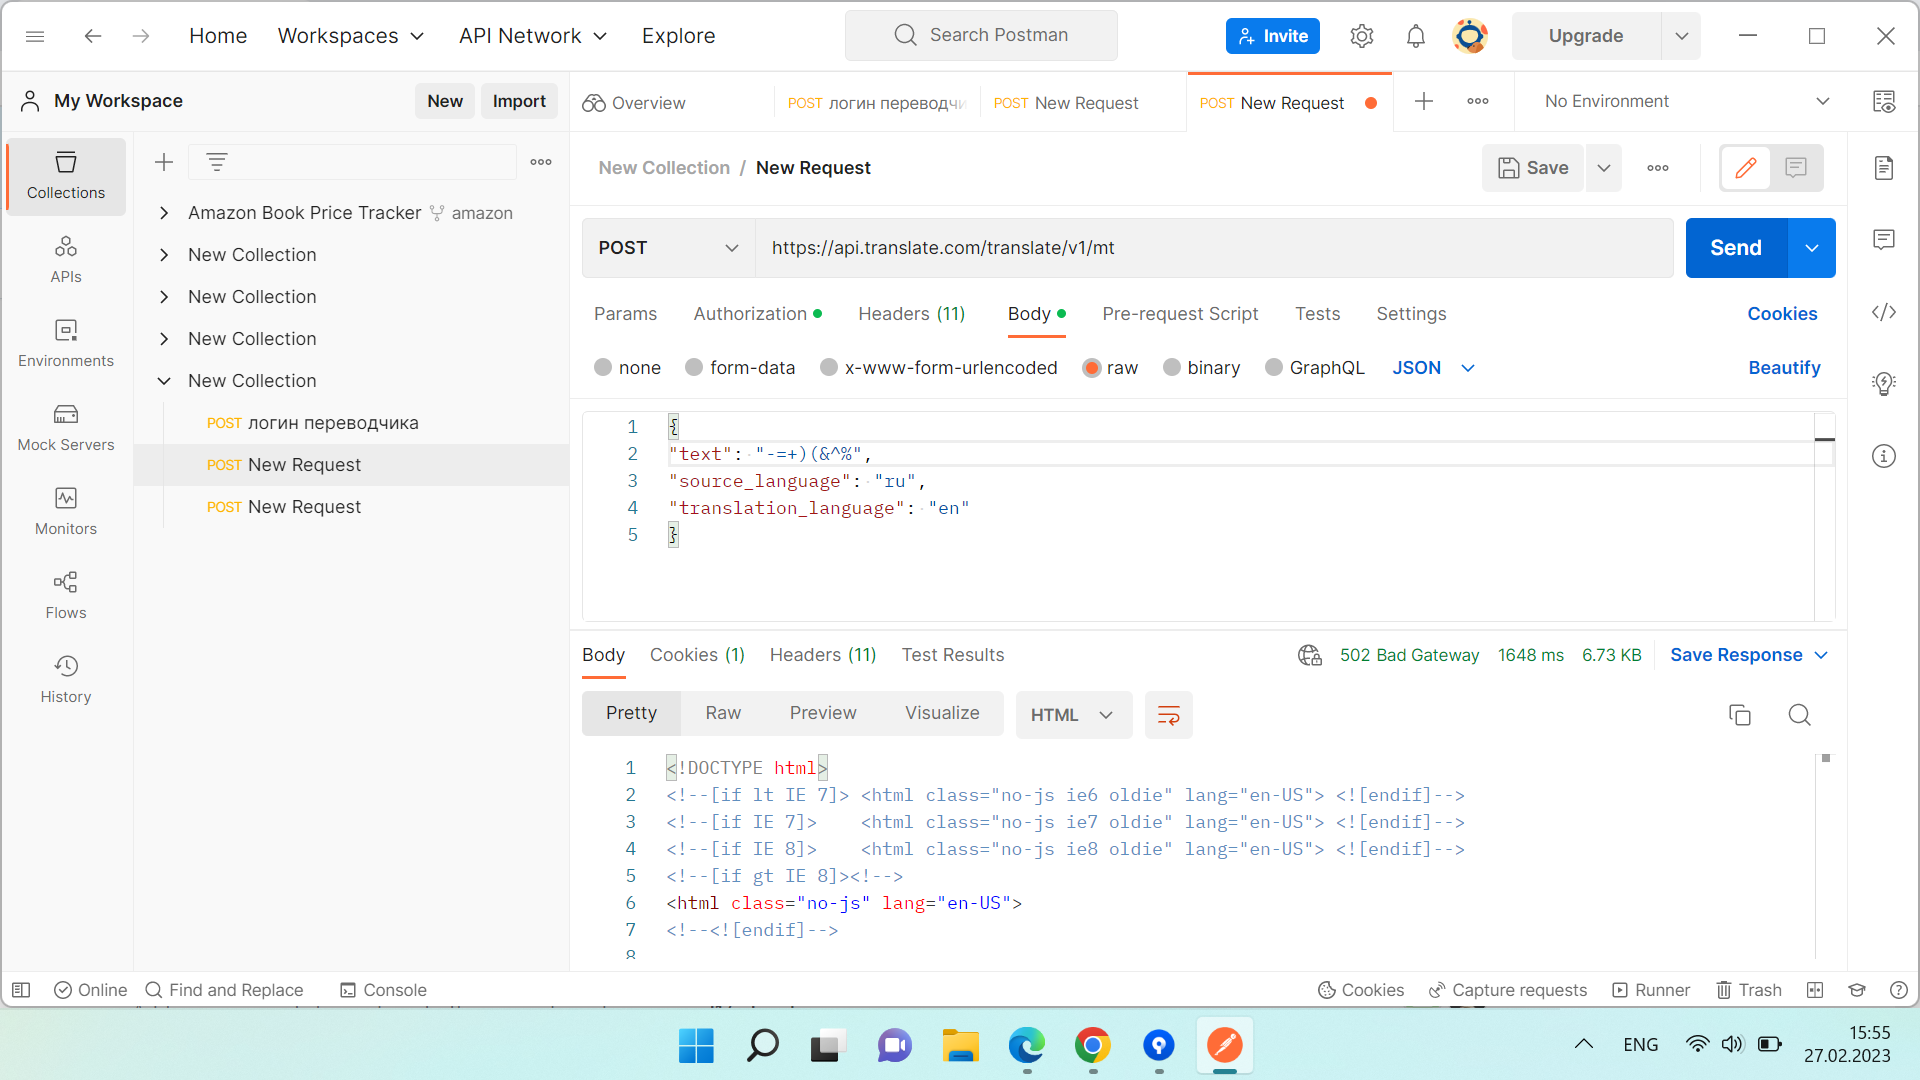 Home
Workspaces
API Network
Explore
Search Postman
Invite
Upgrade
My Workspace
New
Import
Overview
POST логин переводчи
POST New Request
POST New Request
No Environment
Collections
APIs
Environments
Mock Servers
Monitors
Flows
History
Amazon Book Price Tracker amazon
New Collection
New Collection
New Collection
New Collection
POST логин переводчика
POST New Request
POST New Request
New Collection / New Request
Save
POST
https://api.translate.com/translate/v1/mt
Send
Params
Authorization
Headers (11)
Body
Pre-request Script
Tests
Settings
Cookies
none
form-data
x-www-form-urlencoded
raw
binary
GraphQL
JSON
Beautify
1 {
2 "text": "-=+)(&^%",
3 "source_language": "ru",
4 "translation_language": "en"
5 }
Body
Cookies (1)
Headers (11)
Test Results
502 Bad Gateway
1648 ms
6.73 KB
Save Response
Pretty
Raw
Preview
Visualize
HTML
1 <!DOCTYPE html>
2 <!--[if lt IE 7]> <html class="no-js ie6 oldie" lang="en-US"> <![endif]-->
3 <!--[if IE 7]>    <html class="no-js ie7 oldie" lang="en-US"> <![endif]-->
4 <!--[if IE 8]>    <html class="no-js ie8 oldie" lang="en-US"> <![endif]-->
5 <!--[if gt IE 8]><!-->
6 <html class="no-js" lang="en-US">
7 <!--<![endif]-->
8
Online
Find and Replace
Console
Cookies
Capture requests
Runner
Trash
ENG
15:55
27.02.2023